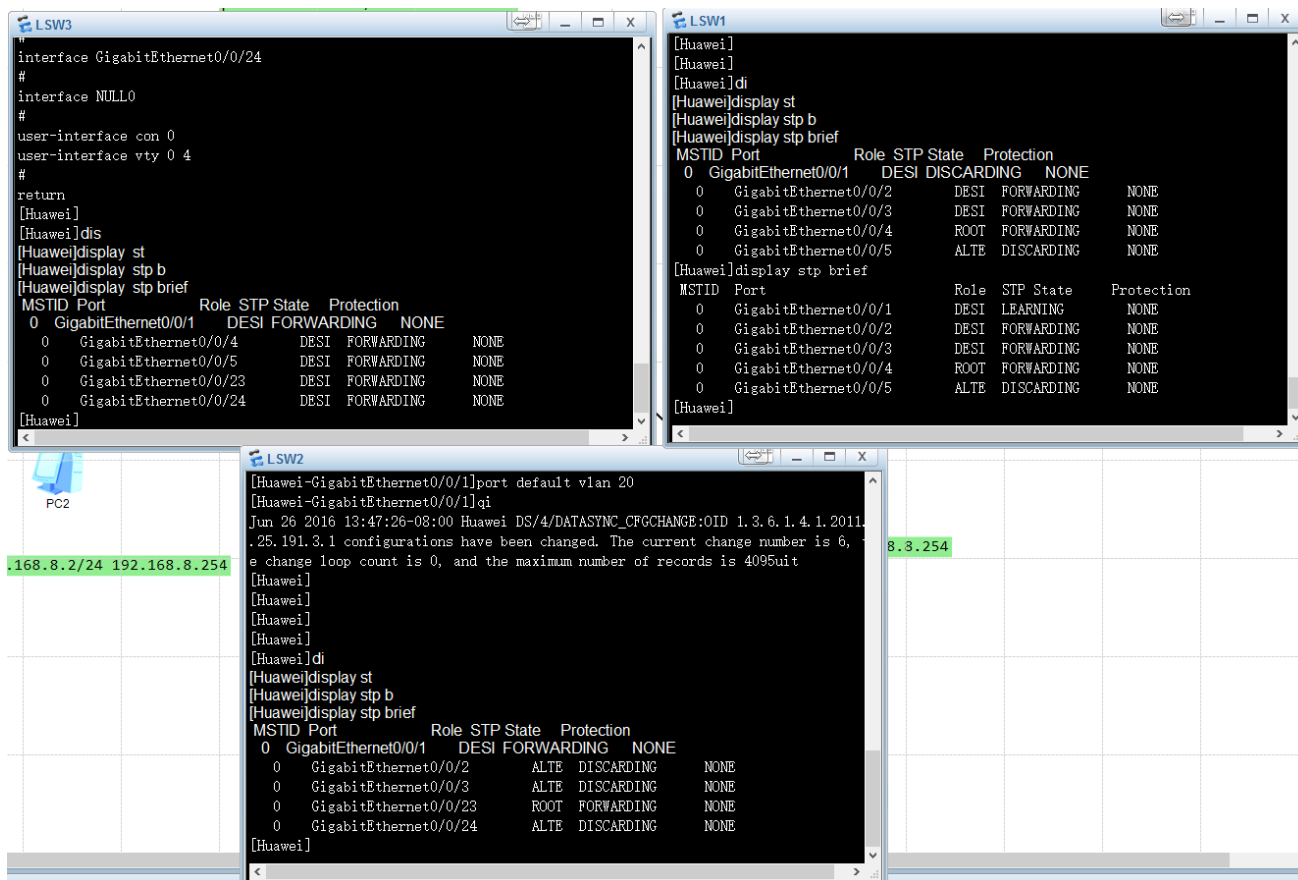 LSW3
#
interface GigabitEthernet0/0/24
#
interface NULL0
#
user-interface con 0
user-interface vty 0 4
#
return
[Huawei]
[Huawei]dis
[Huawei]display st
[Huawei]display stp b
[Huawei]display stp brief
MSTID Port Role STP State Protection
0 GigabitEthernet0/0/1 DESI FORWARDING NONE
0 GigabitEthernet0/0/4 DESI FORWARDING NONE
0 GigabitEthernet0/0/5 DESI FORWARDING NONE
0 GigabitEthernet0/0/23 DESI FORWARDING NONE
0 GigabitEthernet0/0/24 DESI FORWARDING NONE
[Huawei]
LSW1
[Huawei]
[Huawei]
[Huawei]di
[Huawei]display st
[Huawei]display stp b
[Huawei]display stp brief
MSTID Port Role STP State Protection
0 GigabitEthernet0/0/1 DESI DISCARDING NONE
0 GigabitEthernet0/0/2 DESI FORWARDING NONE
0 GigabitEthernet0/0/3 DESI FORWARDING NONE
0 GigabitEthernet0/0/4 ROOT FORWARDING NONE
0 GigabitEthernet0/0/5 ALTE DISCARDING NONE
[Huawei]display stp brief
MSTID Port Role STP State Protection
0 GigabitEthernet0/0/1 DESI LEARNING NONE
0 GigabitEthernet0/0/2 DESI FORWARDING NONE
0 GigabitEthernet0/0/3 DESI FORWARDING NONE
0 GigabitEthernet0/0/4 ROOT FORWARDING NONE
0 GigabitEthernet0/0/5 ALTE DISCARDING NONE
[Huawei]
PC2
.168.8.2/24 192.168.8.254
LSW2
[Huawei-GigabitEthernet0/0/1]port default vlan 20
[Huawei-GigabitEthernet0/0/1]qi
Jun 26 2016 13:47:26-08:00 Huawei DS/4/DATASYNC_CFGCHANGE:OID 1.3.6.1.4.1.2011.
.25.191.3.1 configurations have been changed. The current change number is 6,
e change loop count is 0, and the maximum number of records is 4095uit
[Huawei]
[Huawei]
[Huawei]
[Huawei]
[Huawei]di
[Huawei]display st
[Huawei]display stp b
[Huawei]display stp brief
MSTID Port Role STP State Protection
0 GigabitEthernet0/0/1 DESI FORWARDING NONE
0 GigabitEthernet0/0/2 ALTE DISCARDING NONE
0 GigabitEthernet0/0/3 ALTE DISCARDING NONE
0 GigabitEthernet0/0/23 ROOT FORWARDING NONE
0 GigabitEthernet0/0/24 ALTE DISCARDING NONE
[Huawei]
8.8.254